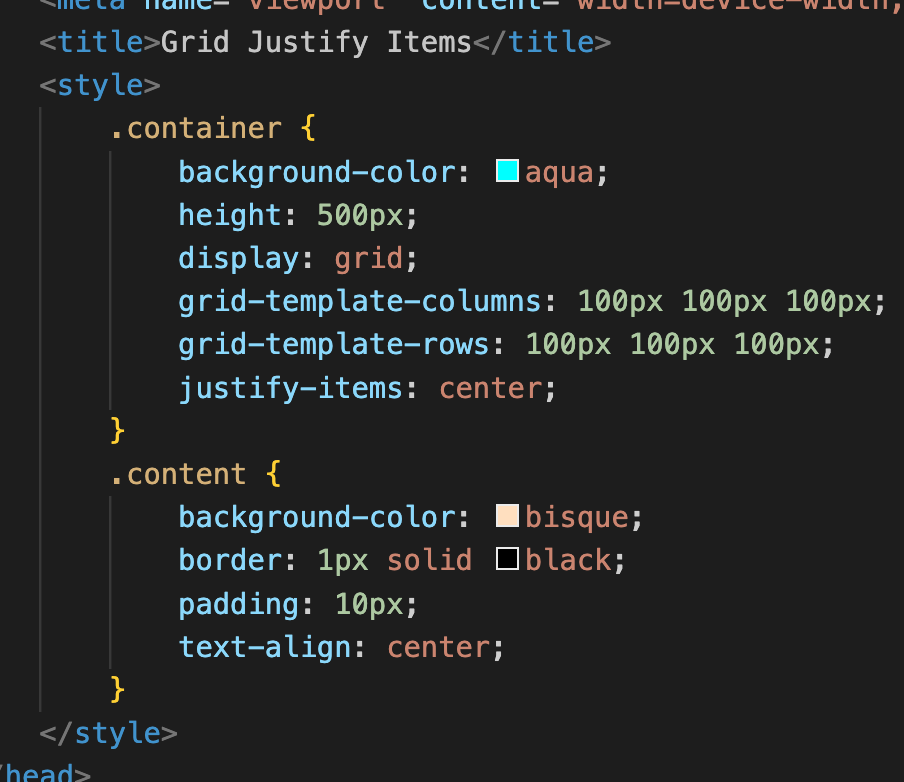 <meta name="viewport" content="width=device-width,
<title>Grid Justify Items</title>
<style>
.container {
background-color: aqua;
height: 500px;
display: grid;
grid-template-columns: 100px 100px 100px;
grid-template-rows: 100px 100px 100px;
justify-items: center;
}
.content {
background-color: bisque;
border: 1px solid black;
padding: 10px;
text-align: center;
}
</style>
/head>